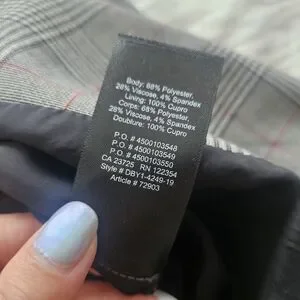 Body: 68% Polyester,
28% Viscose, 4% Spandex
Lining: 100% Cupro
Corps: 68% Polyester,
28% Viscose, 4% Spandex
Doublure: 100% Cupro
P.O. # 4500103548
P.O. # 4500103549
P.O. # 4500103550
CA 23725 RN 122354
Style # DBY1-4249-19
Article # 72903